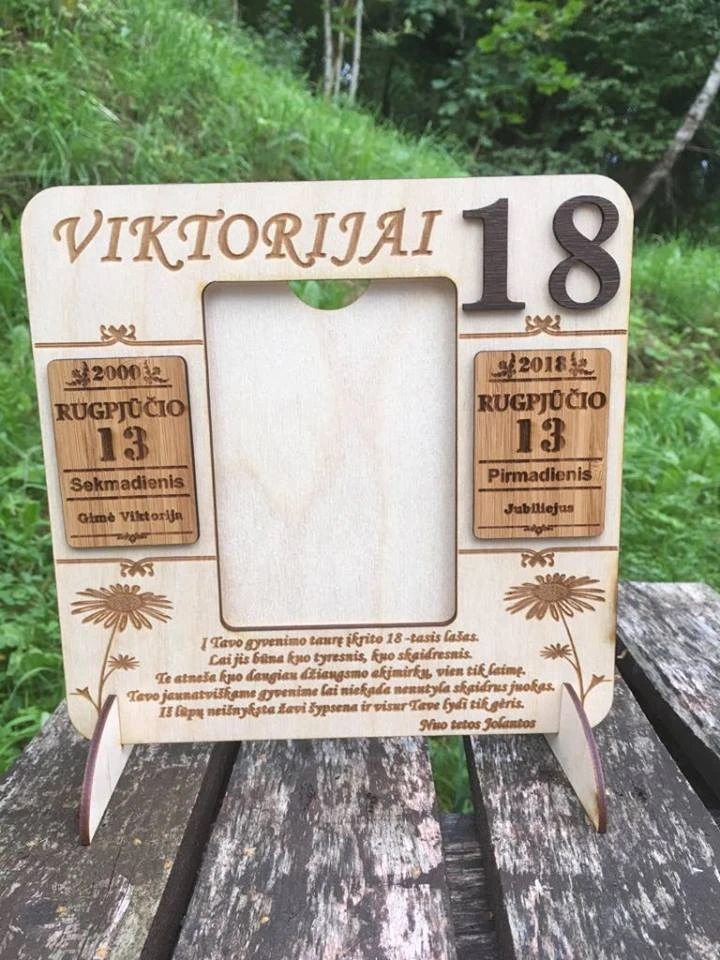 VIKTORIJAI 18
2000
RUGPJŪČIO
13
Sekmadienis
Gimė Viktorija
2018
RUGPJŪČIO
13
Pirmadienis
Jubiliejus
Į Tavo gyvenimo taurę įkrito 18 -tasis lašas.
Lai jis būna kuo tyresnis, kuo skaidresnis.
Te atneša kuo daugiau džiaugsmo akimirkų, vien tik laimę.
Tavo jaunatviškame gyvenime lai niekada nenutyla skaidrus juokas.
Iš lūpų neišnyksta žavi šypsena ir visur Tave lydi tik gėris.
Nuo tetos Jolantos